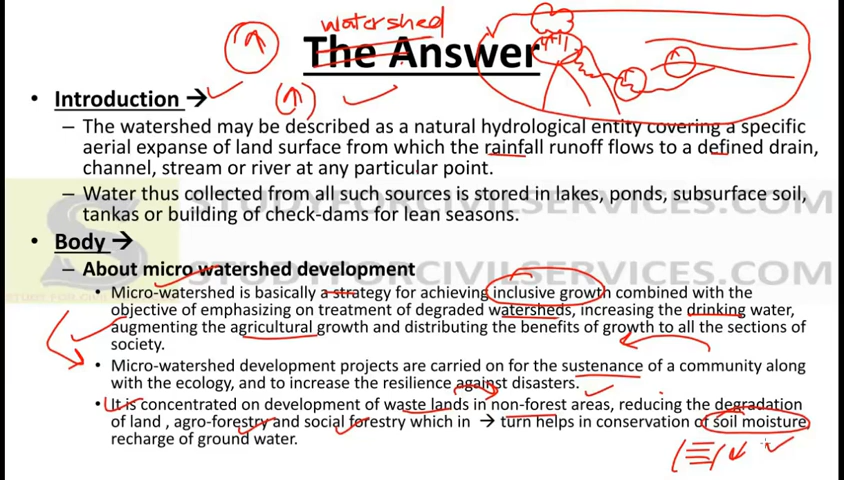 watershed
The Answer
• Introduction →
– The watershed may be described as a natural hydrological entity covering a specific
aerial expanse of land surface from which the rainfall runoff flows to a defined drain,
channel, stream or river at any particular point.
– Water thus collected from all such sources is stored in lakes, ponds, subsurface soil,
tankas or building of check-dams for lean seasons.
STUDYFORCIVILSERVICES.COM
• Body →
– About micro watershed development
• Micro-watershed is basically a strategy for achieving inclusive growth combined with the
objective of emphasizing on treatment of degraded watersheds, increasing the drinking water,
augmenting the agricultural growth and distributing the benefits of growth to all the sections of
society.
• Micro-watershed development projects are carried on for the sustenance of a community along
with the ecology, and to increase the resilience against disasters.
• It is concentrated on development of waste lands in non-forest areas, reducing the degradation
of land , agro-forestry and social forestry which in → turn helps in conservation of soil moisture,
recharge of ground water.